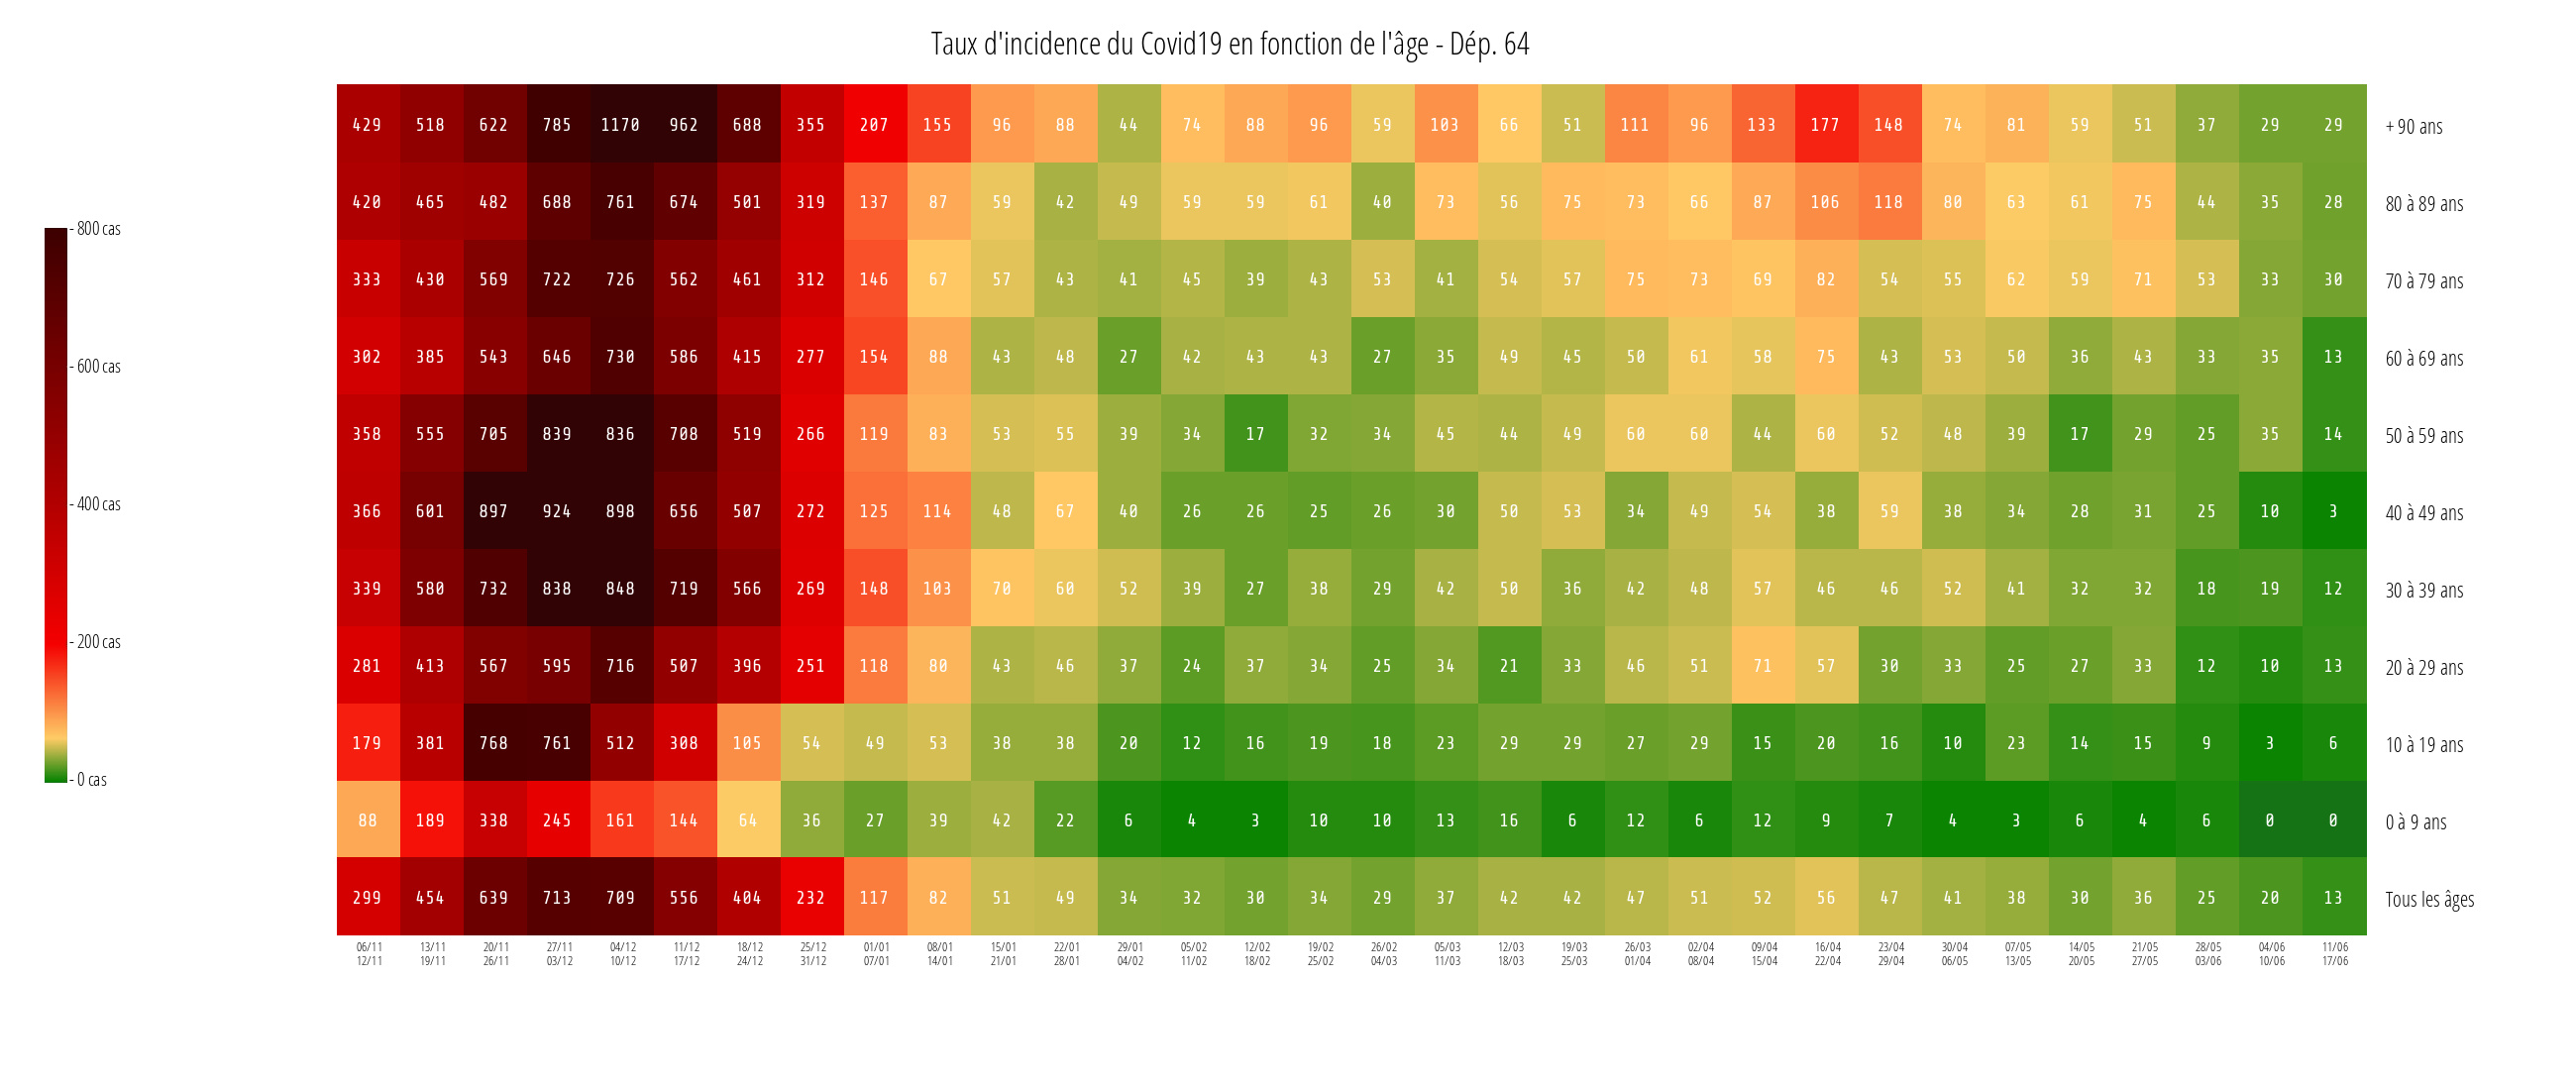 Taux d'incidence du Covid19 en fonction de l'âge - Dép. 64
- 800 cas
- 600 cas
- 400 cas
- 200 cas
- 0 cas
429 518 622 785 1170 962 688 355 207 155 96 88 44 74 88 96 59 103 66 51 111 96 133 177 148 74 81 59 51 37 29 29 + 90 ans
420 465 482 688 761 674 501 319 137 87 59 42 49 59 59 61 40 73 56 75 73 66 87 106 118 80 63 61 75 44 35 28 80 à 89 ans
333 430 569 722 726 562 461 312 146 67 57 43 41 45 39 43 53 41 54 57 75 73 69 82 54 55 62 59 71 53 33 30 70 à 79 ans
302 385 543 646 730 586 415 277 154 88 43 48 27 42 43 43 27 35 49 45 50 61 58 75 43 53 50 36 43 33 35 13 60 à 69 ans
358 555 705 839 836 708 519 266 119 83 53 55 39 34 17 32 34 45 44 49 60 60 44 60 52 48 39 17 29 25 35 14 50 à 59 ans
366 601 897 924 898 656 507 272 125 114 48 67 40 26 26 25 26 30 50 53 34 49 54 38 59 38 34 28 31 25 10 3 40 à 49 ans
339 580 732 838 848 719 566 269 148 103 70 60 52 39 27 38 29 42 50 36 42 48 57 46 46 52 41 32 32 18 19 12 30 à 39 ans
281 413 567 595 716 507 396 251 118 80 43 46 37 24 37 34 25 34 21 33 46 51 71 57 30 33 25 27 33 12 10 13 20 à 29 ans
179 381 768 761 512 308 105 54 49 53 38 38 20 12 16 19 18 23 29 29 27 29 15 20 16 10 23 14 15 9 3 6 10 à 19 ans
88 189 338 245 161 144 64 36 27 39 42 22 6 4 3 10 10 13 16 6 12 6 12 9 7 4 3 6 4 6 0 0 0 à 9 ans
299 454 639 713 709 556 404 232 117 82 51 49 34 32 30 34 29 37 42 42 47 51 52 56 47 41 38 30 36 25 20 13 Tous les âges
06/11 13/11 20/11 27/11 04/12 11/12 18/12 25/12 01/01 08/01 15/01 22/01 29/01 05/02 12/02 19/02 26/02 05/03 12/03 19/03 26/03 02/04 09/04 16/04 23/04 30/04 07/05 14/05 21/05 28/05 04/06 11/06
12/11 19/11 26/11 03/12 10/12 17/12 24/12 31/12 07/01 14/01 21/01 28/01 04/02 11/02 18/02 25/02 04/03 11/03 18/03 25/03 01/04 08/04 15/04 22/04 29/04 06/05 13/05 20/05 27/05 03/06 10/06 17/06